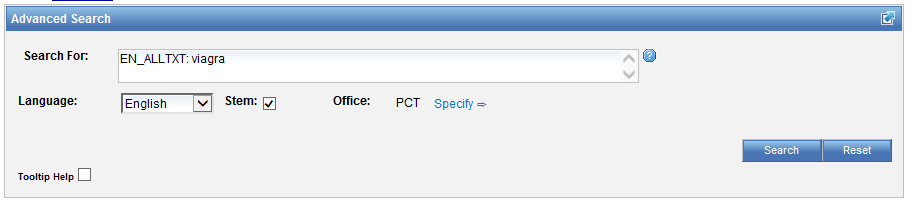 Advanced Search
Search For: EN_ALLTXT: viagra
Language: English Stem: Office: PCT Specify ⇨
Search Reset
Tooltip Help